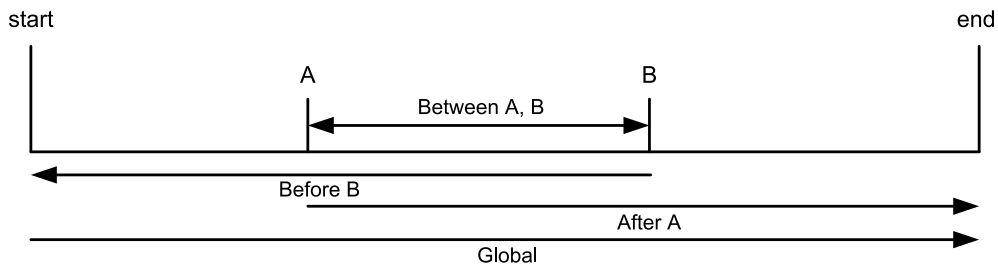 start
end
A
B
Between A, B
Before B
After A
Global